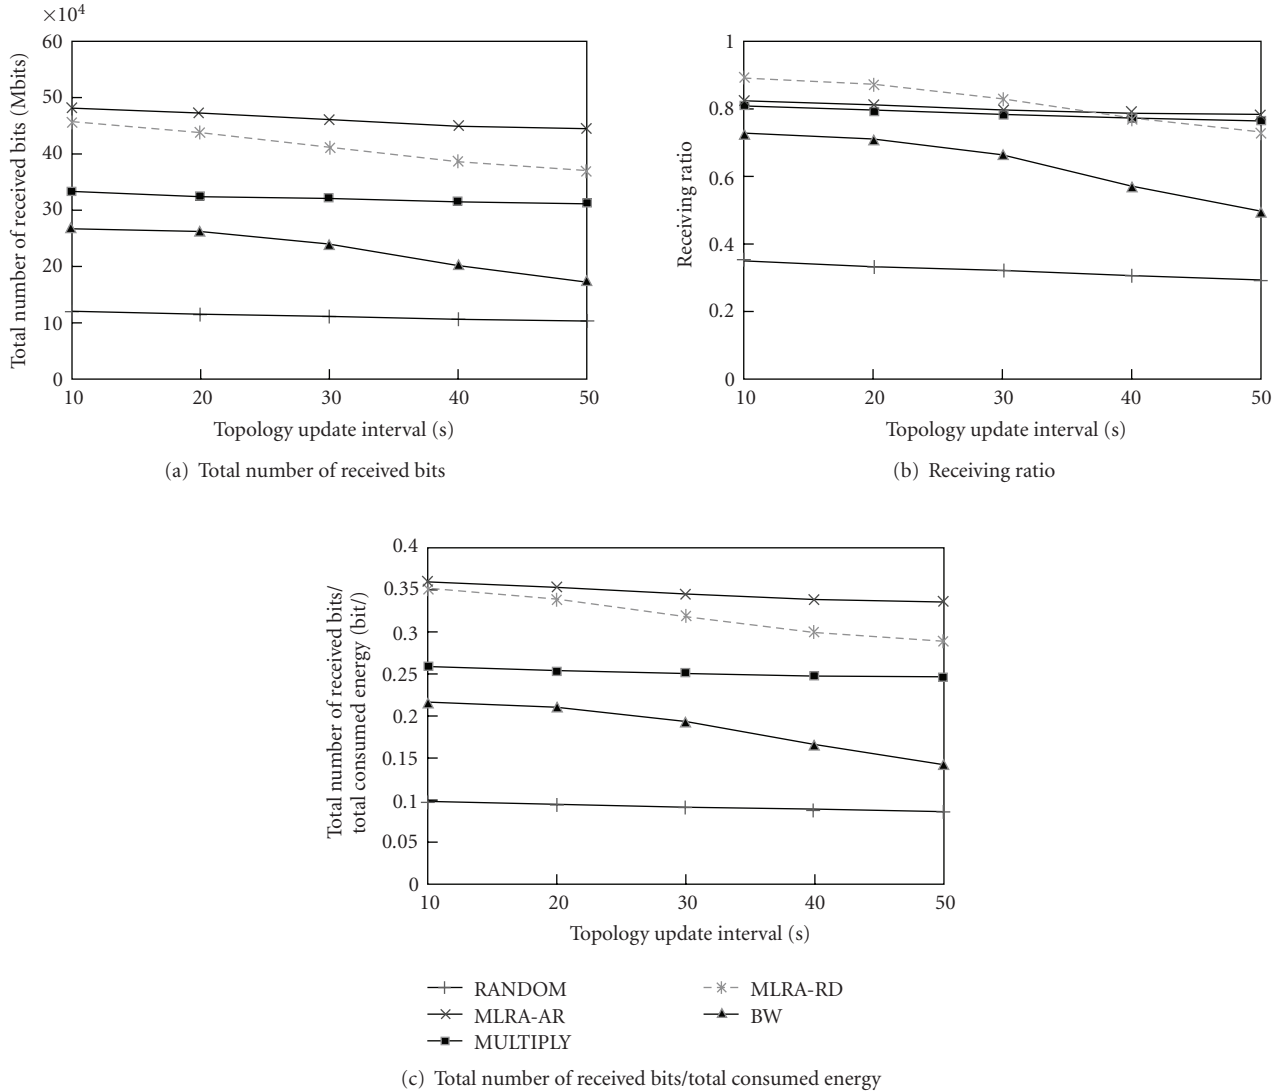 ×10⁴
60
50
40
30
20
10
0
10 20 30 40 50
Total number of received bits (Mbits)
Topology update interval (s)
(a) Total number of received bits
1
0.8
0.6
0.4
0.2
0
10 20 30 40 50
Receiving ratio
Topology update interval (s)
(b) Receiving ratio
0.4
0.35
0.3
0.25
0.2
0.15
0.1
0.05
0
10 20 30 40 50
Total number of received bits/
total consumed energy (bit/)
Topology update interval (s)
RANDOM
MLRA-AR
MULTIPLY
MLRA-RD
BW
(c) Total number of received bits/total consumed energy